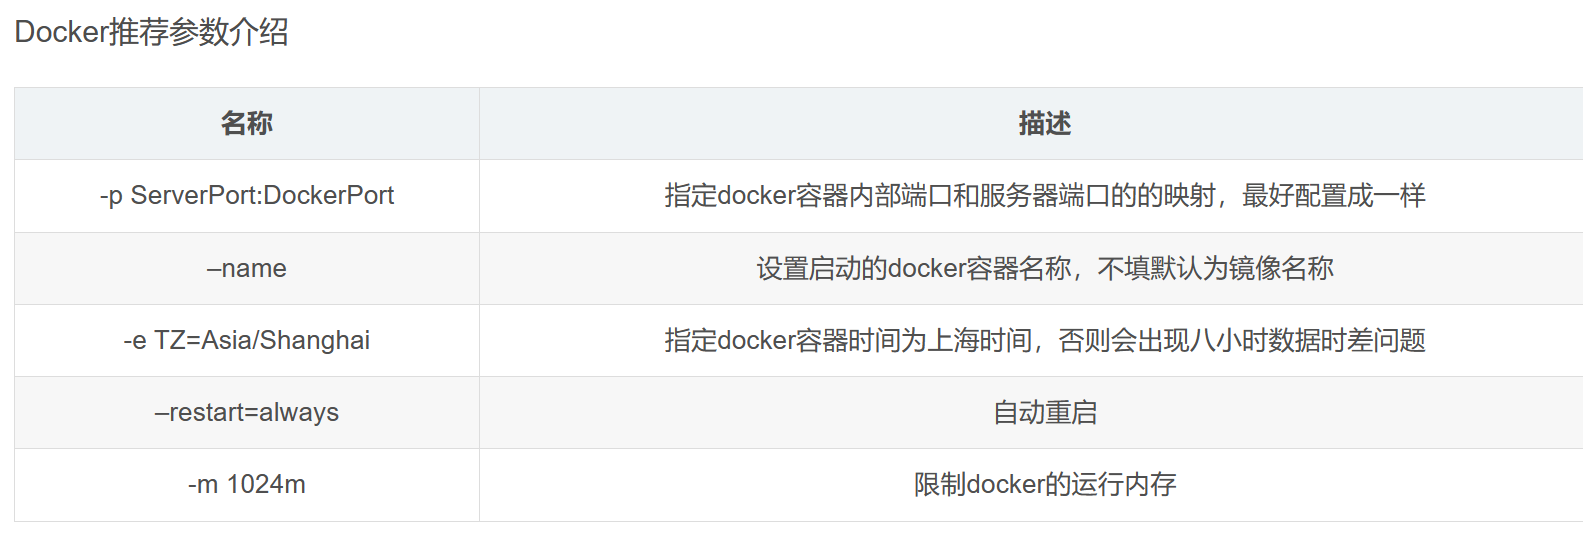 Docker推荐参数介绍
名称 描述
-p ServerPort:DockerPort 指定docker容器内部端口和服务器端口的的映射，最好配置成一样
–name 设置启动的docker容器名称，不填默认为镜像名称
-e TZ=Asia/Shanghai 指定docker容器时间为上海时间，否则会出现八小时数据时差问题
–restart=always 自动重启
-m 1024m 限制docker的运行内存